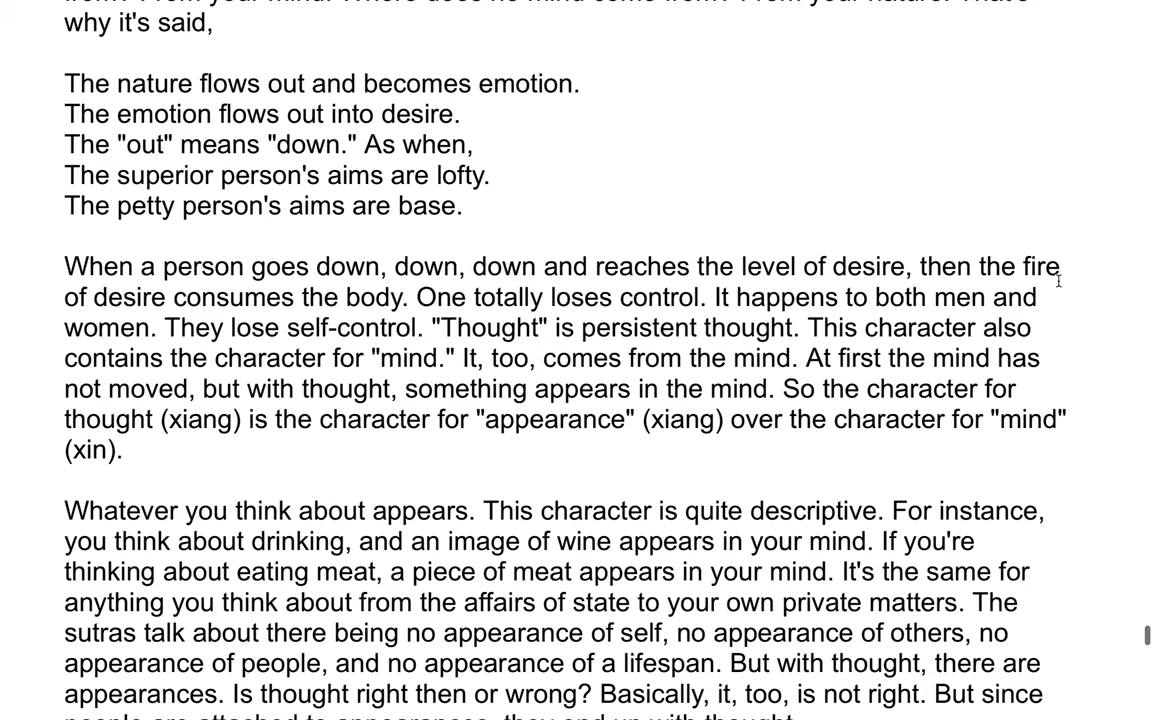 why it's said,
The nature flows out and becomes emotion.
The emotion flows out into desire.
The "out" means "down." As when,
The superior person's aims are lofty.
The petty person's aims are base.
When a person goes down, down, down and reaches the level of desire, then the fire
of desire consumes the body. One totally loses control. It happens to both men and
women. They lose self-control. "Thought" is persistent thought. This character also
contains the character for "mind." It, too, comes from the mind. At first the mind has
not moved, but with thought, something appears in the mind. So the character for
thought (xiang) is the character for "appearance" (xiang) over the character for "mind"
(xin).
Whatever you think about appears. This character is quite descriptive. For instance,
you think about drinking, and an image of wine appears in your mind. If you're
thinking about eating meat, a piece of meat appears in your mind. It's the same for
anything you think about from the affairs of state to your own private matters. The
sutras talk about there being no appearance of self, no appearance of others, no
appearance of people, and no appearance of a lifespan. But with thought, there are
appearances. Is thought right then or wrong? Basically, it, too, is not right. But since